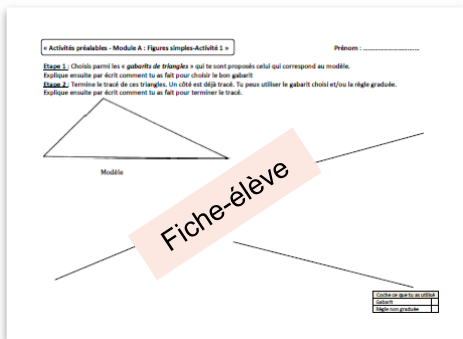 « Activités préalables - Module A : Figures simples-Activité 1 »
Prénom : ....................
Etape 1 : Choisis parmi les « gabarits de triangles » qui te sont proposés celui qui correspond au modèle.
Explique ensuite par écrit comment tu as fait pour choisir le bon gabarit
Etape 2 : Termine le tracé de ces triangles. Un côté est déjà tracé. Tu peux utiliser le gabarit choisi et/ou la règle graduée.
Explique ensuite par écrit comment tu as fait pour terminer le tracé.
Modèle
Fiche-élève
Coche ce que tu as utilisé
Gabarit
Règle non graduée